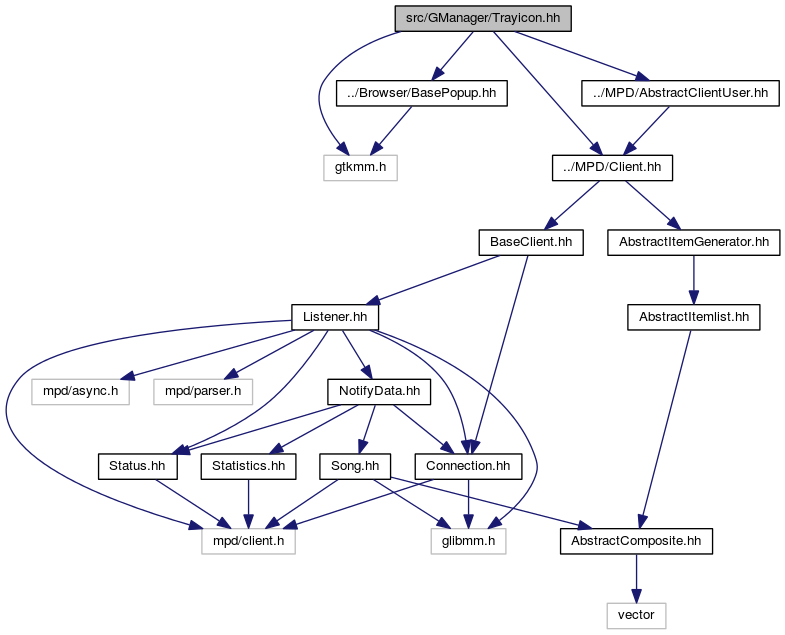 src/GManager/Trayicon.hh
../Browser/BasePopup.hh
../MPD/AbstractClientUser.hh
gtkmm.h
../MPD/Client.hh
BaseClient.hh
AbstractItemGenerator.hh
Listener.hh
AbstractItemlist.hh
mpd/async.h
mpd/parser.h
NotifyData.hh
Status.hh
Statistics.hh
Song.hh
Connection.hh
mpd/client.h
glibmm.h
AbstractComposite.hh
vector